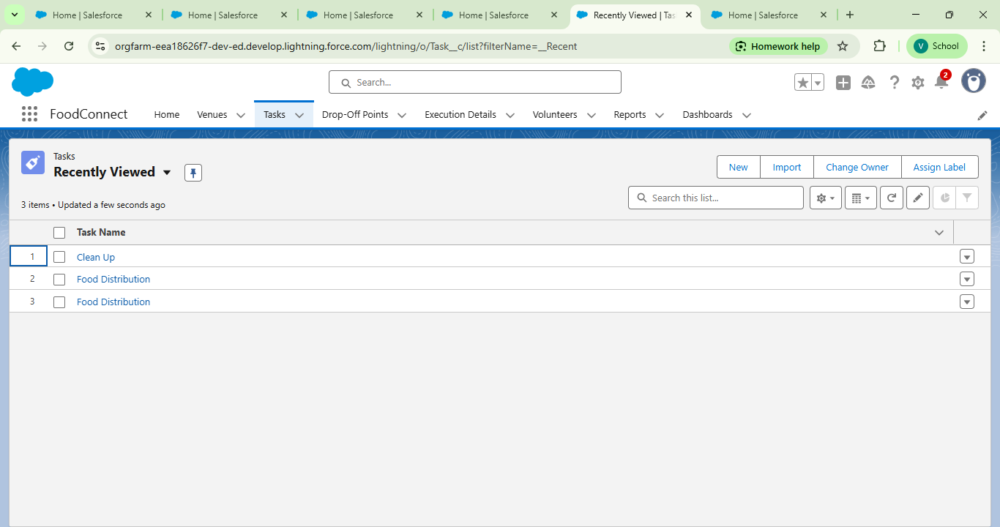 Home | Salesforce
Home | Salesforce
Home | Salesforce
Home | Salesforce
Recently Viewed | Tas
Home | Salesforce
orgfarm-eea18626f7-dev-ed.develop.lightning.force.com/lightning/o/Task__c/list?filterName=__Recent
Homework help
V School
Search...
2
FoodConnect
Home
Venues
Tasks
Drop-Off Points
Execution Details
Volunteers
Reports
Dashboards
Tasks
Recently Viewed
New
Import
Change Owner
Assign Label
3 items • Updated a few seconds ago
Search this list...
Task Name
1 Clean Up
2 Food Distribution
3 Food Distribution